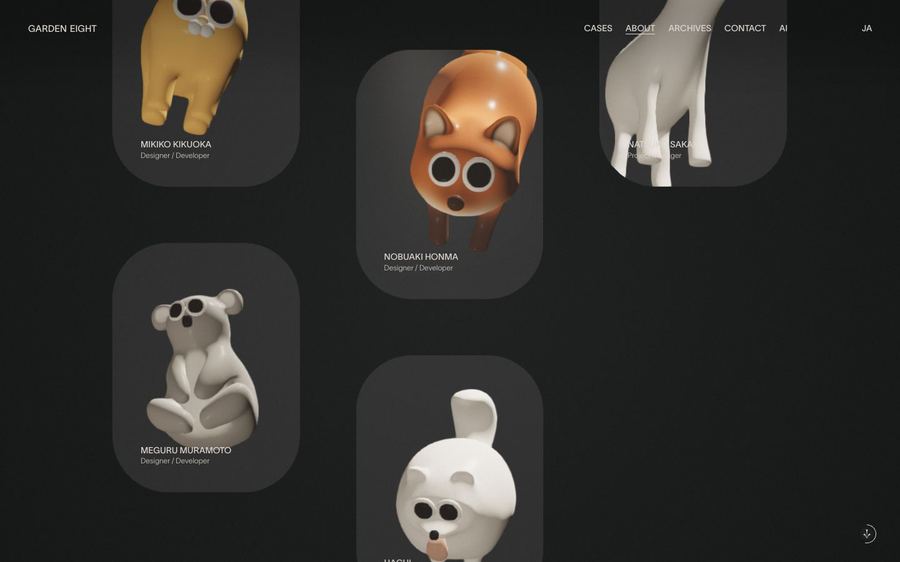 GARDEN EIGHT
CASES
ABOUT
ARCHIVES
CONTACT
JA
MIKIKO KIKUOKA
Designer / Developer
NOBUAKI HONMA
Designer / Developer
MEGURU MURAMOTO
Designer / Developer